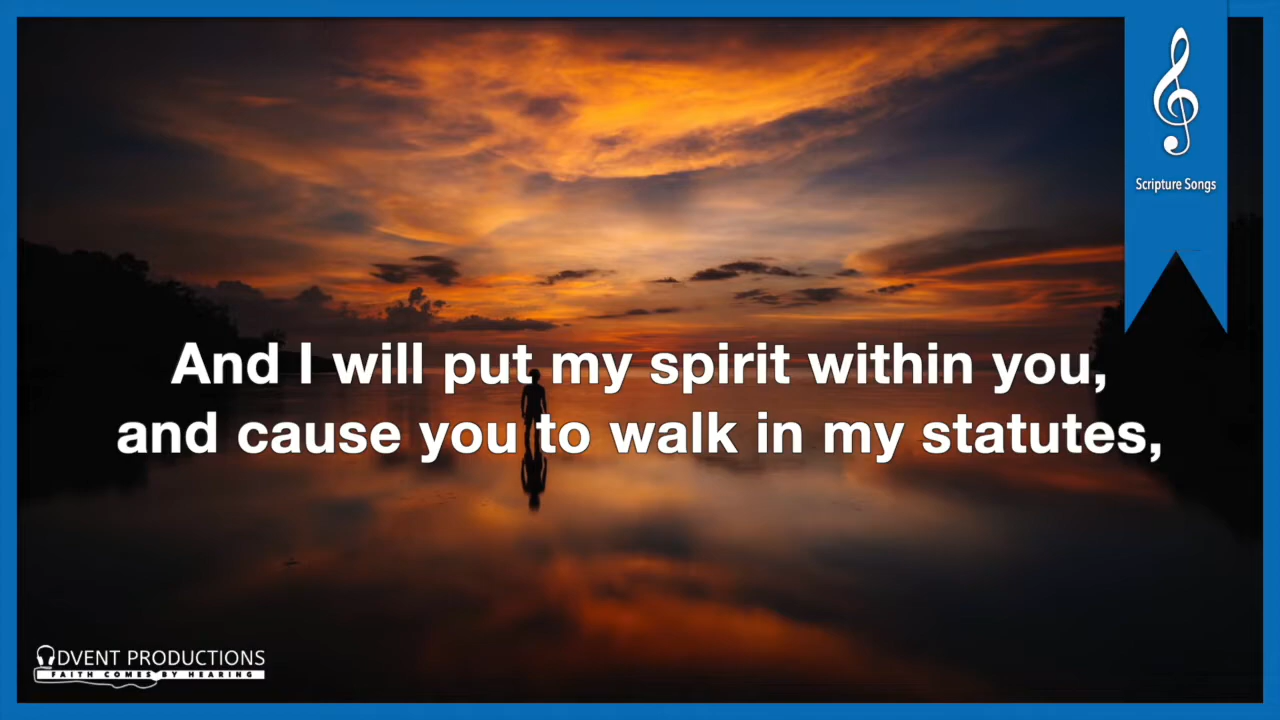 Scripture Songs
And I will put my spirit within you,
and cause you to walk in my statutes,
ADVENT PRODUCTIONS
FAITH COMES BY HEARING